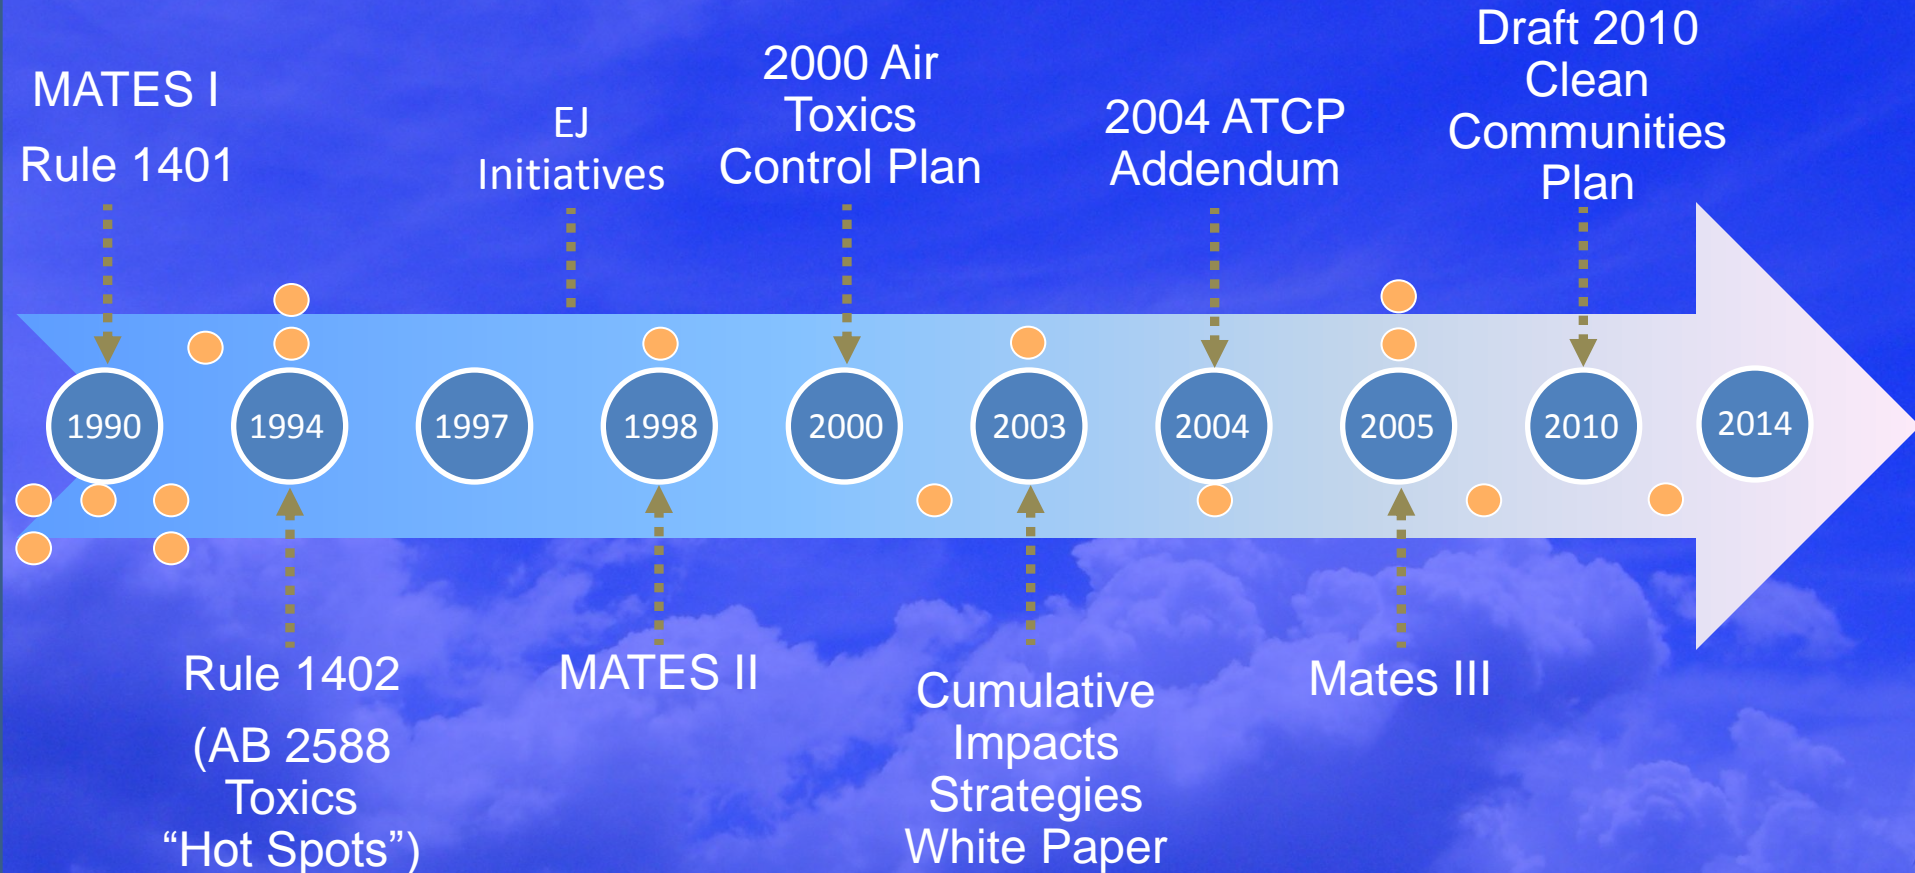 MATES I
Rule 1401
EJ
Initiatives
2000 Air
Toxics
Control Plan
2004 ATCP
Addendum
Draft 2010
Clean
Communities
Plan
1990
1994
1997
1998
2000
2003
2004
2005
2010
2014
Rule 1402
(AB 2588
Toxics
“Hot Spots”)
MATES II
Cumulative
Impacts
Strategies
White Paper
Mates III